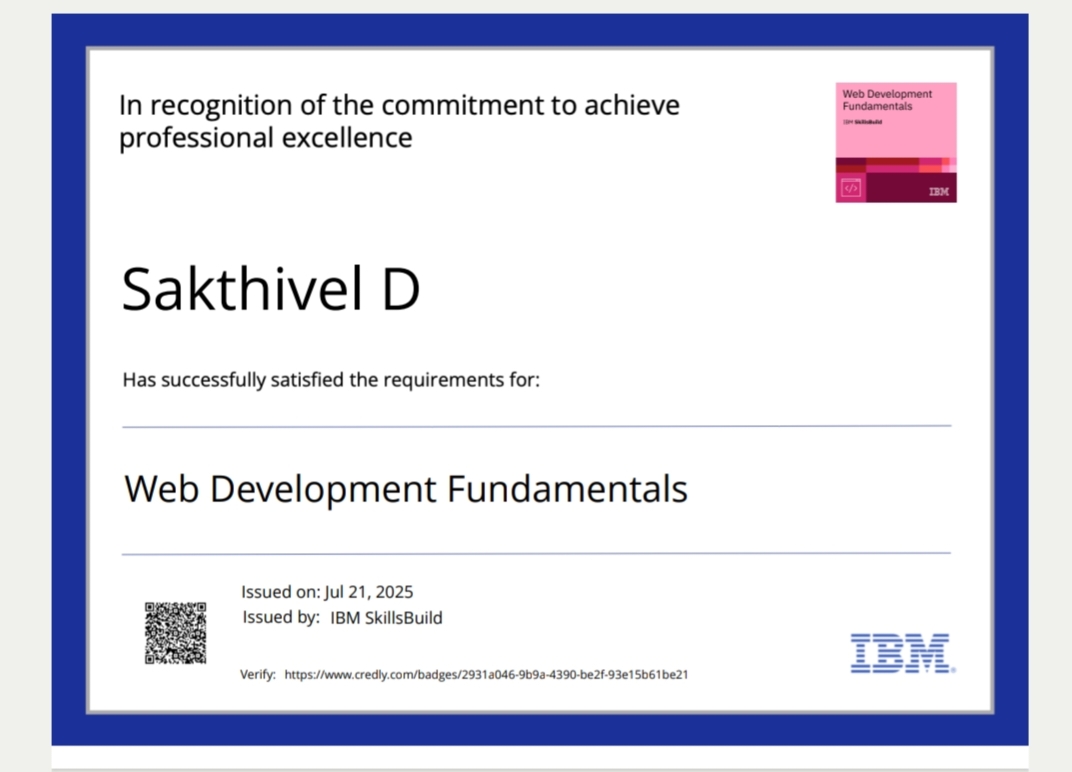 In recognition of the commitment to achieve
professional excellence
Web Development
Fundamentals
IBM SkillsBuild
</>
IBM
Sakthivel D
Has successfully satisfied the requirements for:
Web Development Fundamentals
Issued on: Jul 21, 2025
Issued by: IBM SkillsBuild
Verify: https://www.credly.com/badges/2931a046-9b9a-4390-be2f-93e15b61be21
IBM®